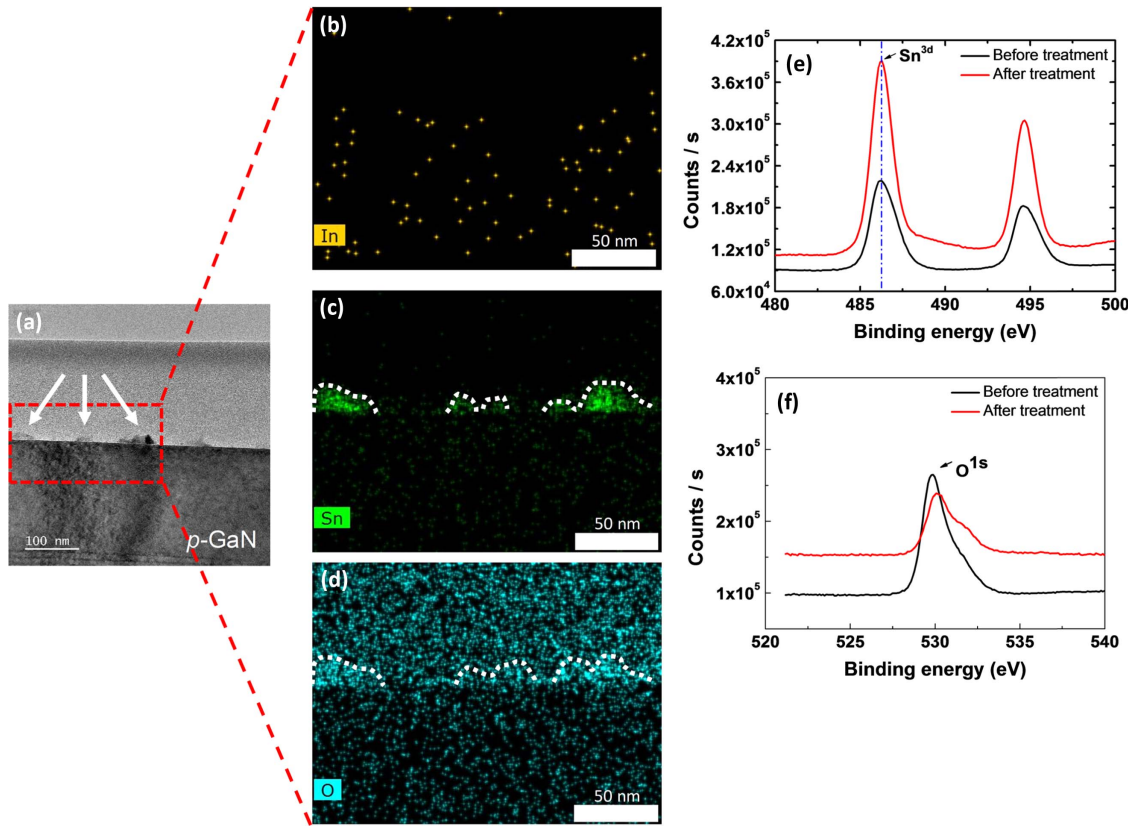 (a)
p-GaN
100 nm
(b)
In
50 nm
(c)
Sn
50 nm
(d)
O
50 nm
(e)
Before treatment
After treatment
Sn3d
Counts / s
4.2x10^5
3.6x10^5
3.0x10^5
2.4x10^5
1.8x10^5
1.2x10^5
6.0x10^4
480 485 490 495 500
Binding energy (eV)
(f)
Before treatment
After treatment
O1s
Counts / s
4x10^5
3x10^5
2x10^5
1x10^5
520 525 530 535 540
Binding energy (eV)